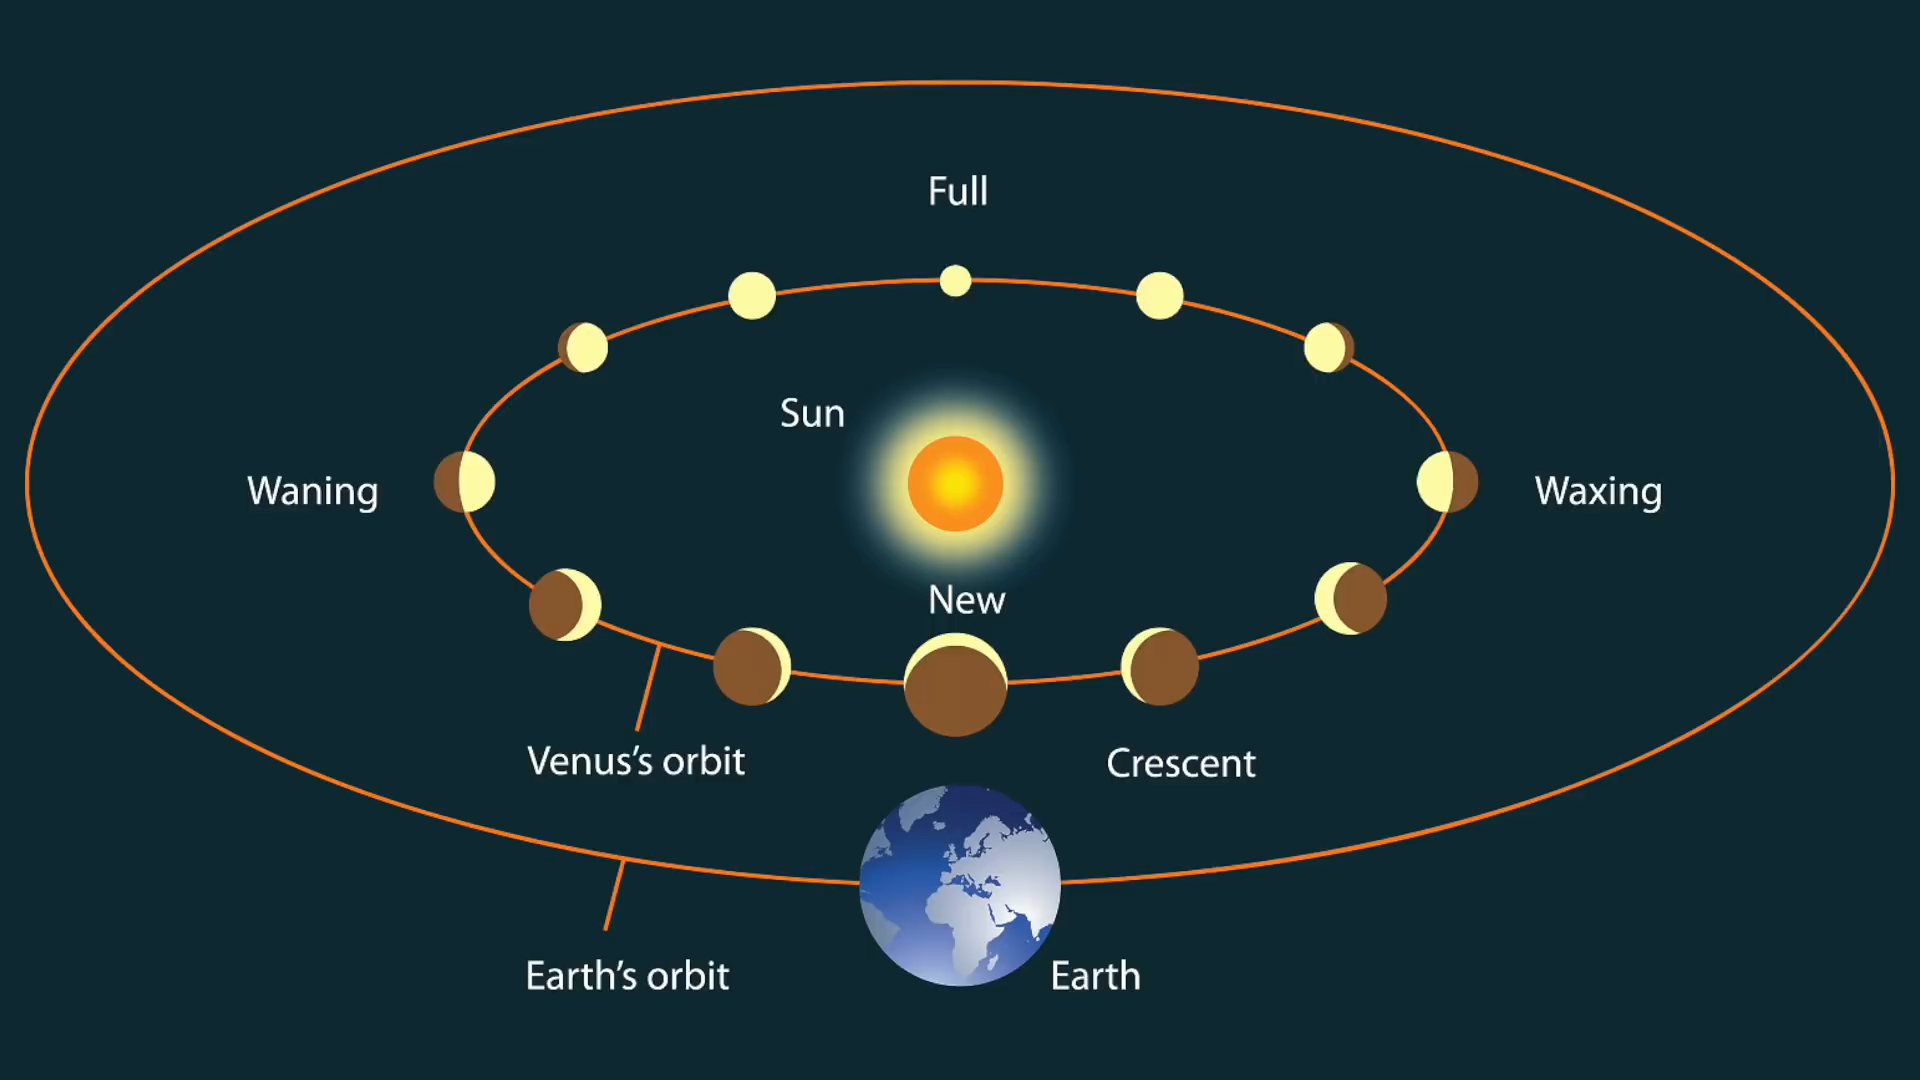 Full
Sun
Waning
Waxing
New
Venus's orbit
Crescent
Earth's orbit
Earth